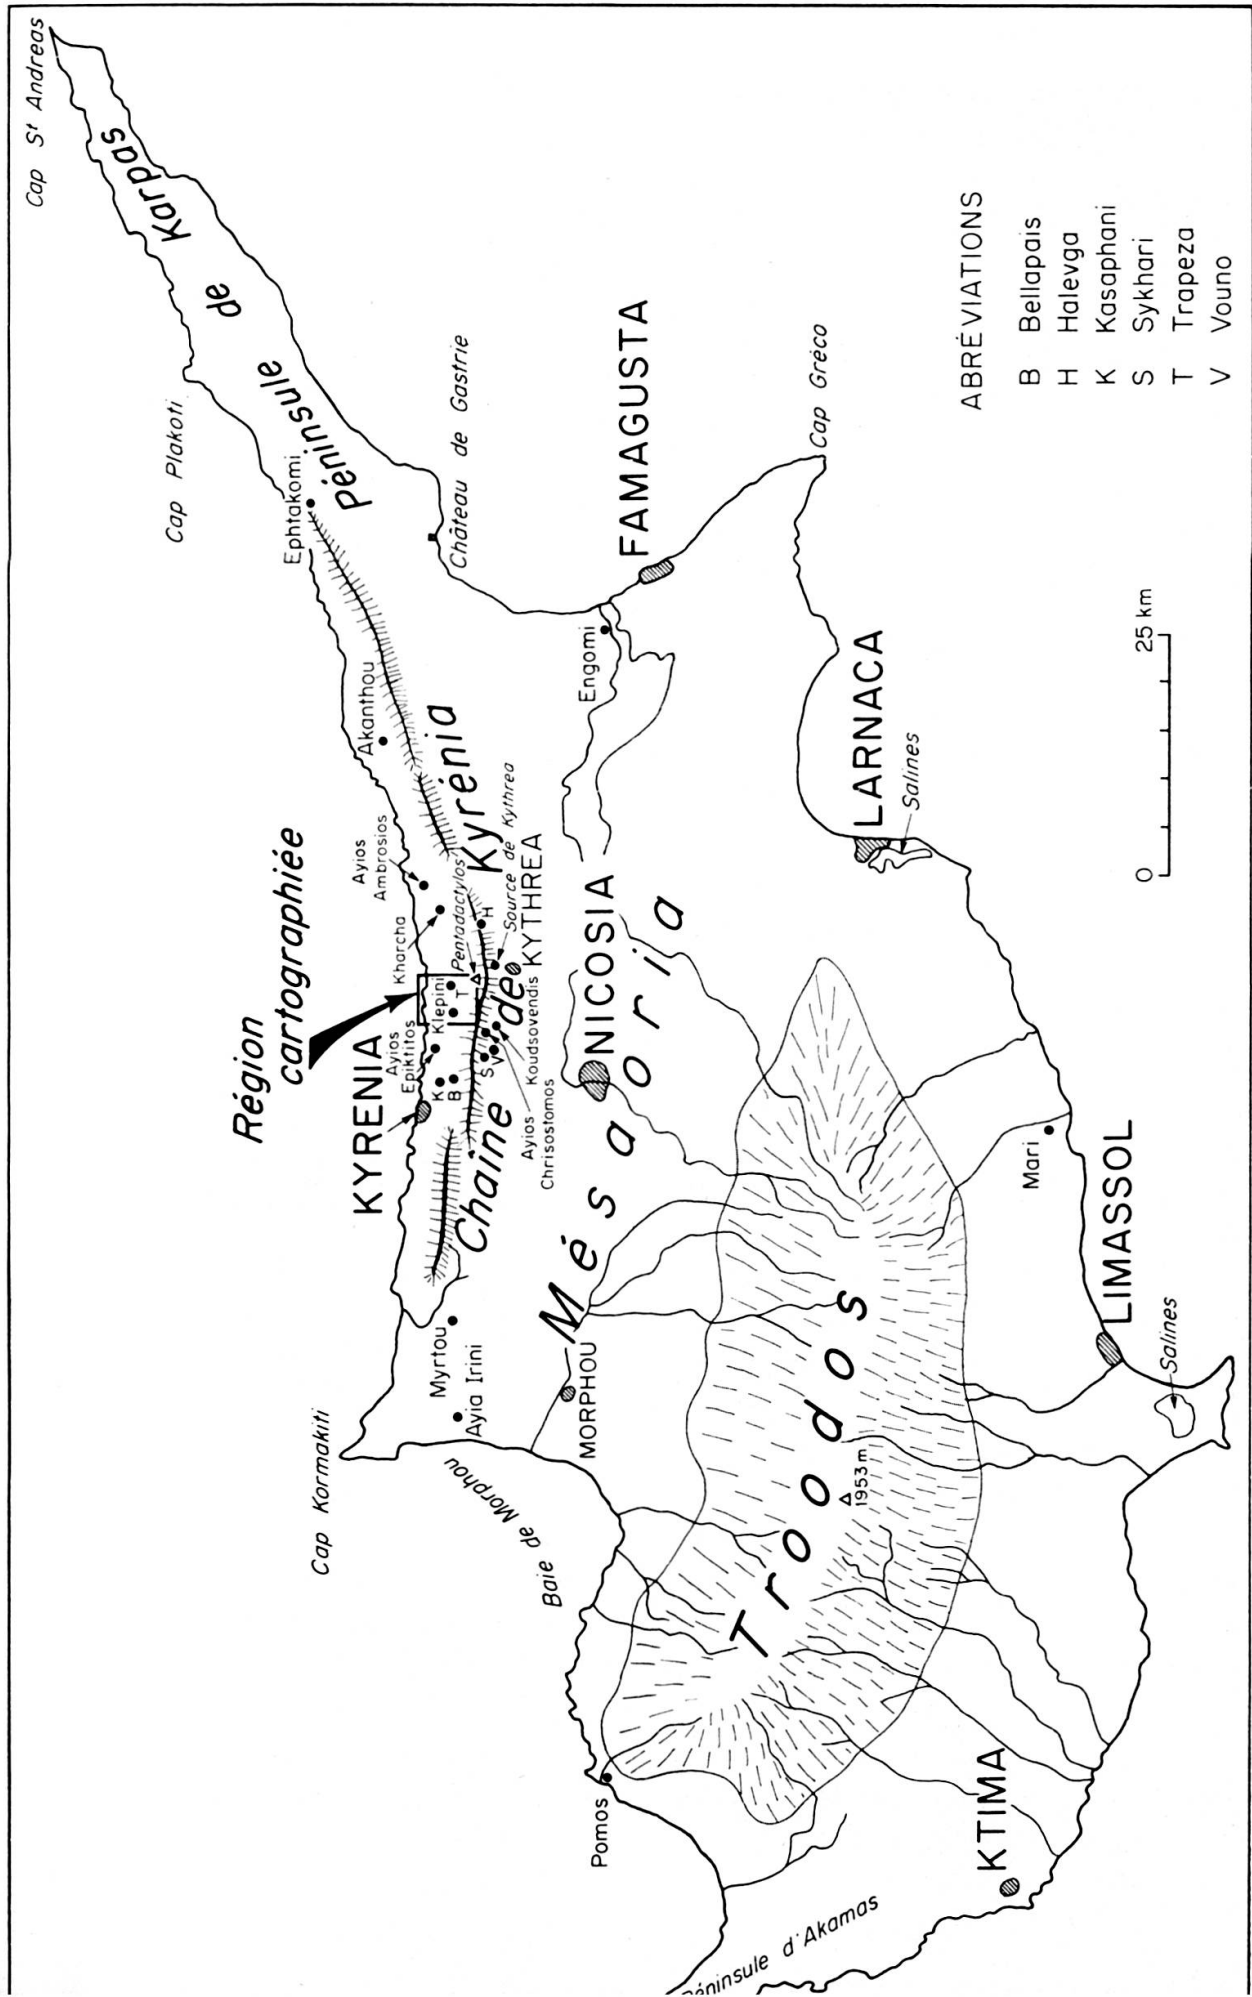 Cap St Andreas
Péninsule de Karpas
Cap Plakoti
Ephtakomi
Château de Gastrie
Région
cartographiée
Akanthou
Ayios
Ambrosios
Kharcha
FAMAGUSTA
Engomi
Cap Gréco
KYRENIA
Ayios
Epiktitos
Klepini
T
Pentadactylos
H
K
B
S
V
Chaine de Kyrénia
Source de Kythrea
KYTHREA
Koudsovendis
Ayios
Chrisostomos
Cap Kormakiti
Myrtou
Ayia Irini
Baie de Morphou
MORPHOU
Mésaoria
NICOSIA
LARNACA
Salines
Pomos
Troodos
1953 m
Mari
LIMASSOL
Salines
KTIMA
Péninsule d'Akamas
0 25 km
ABRÉVIATIONS
B Bellapais
H Halevga
K Kasaphani
S Sykhari
T Trapeza
V Vouno